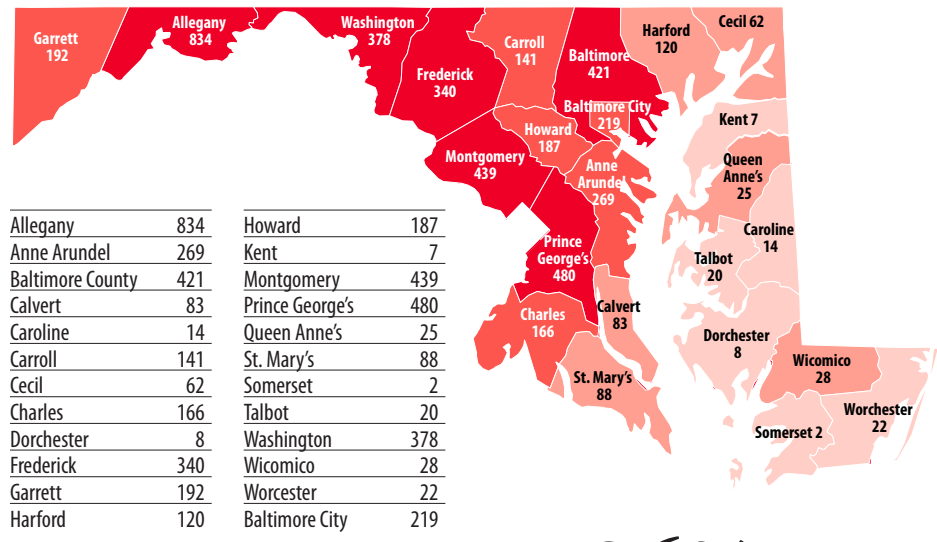 Garrett
192
Allegany
834
Washington
378
Frederick
340
Carroll
141
Baltimore
421
Harford
120
Cecil 62
Baltimore City
219
Howard
187
Montgomery
439
Anne
Arundel
269
Kent 7
Queen
Anne's
25
Caroline
14
Talbot
20
Prince
George's
480
Charles
166
Calvert
83
St. Mary's
88
Dorchester
8
Wicomico
28
Worchester
22
Somerset 2
Allegany 834
Anne Arundel 269
Baltimore County 421
Calvert 83
Caroline 14
Carroll 141
Cecil 62
Charles 166
Dorchester 8
Frederick 340
Garrett 192
Harford 120
Howard 187
Kent 7
Montgomery 439
Prince George's 480
Queen Anne's 25
St. Mary's 88
Somerset 2
Talbot 20
Washington 378
Wicomico 28
Worcester 22
Baltimore City 219